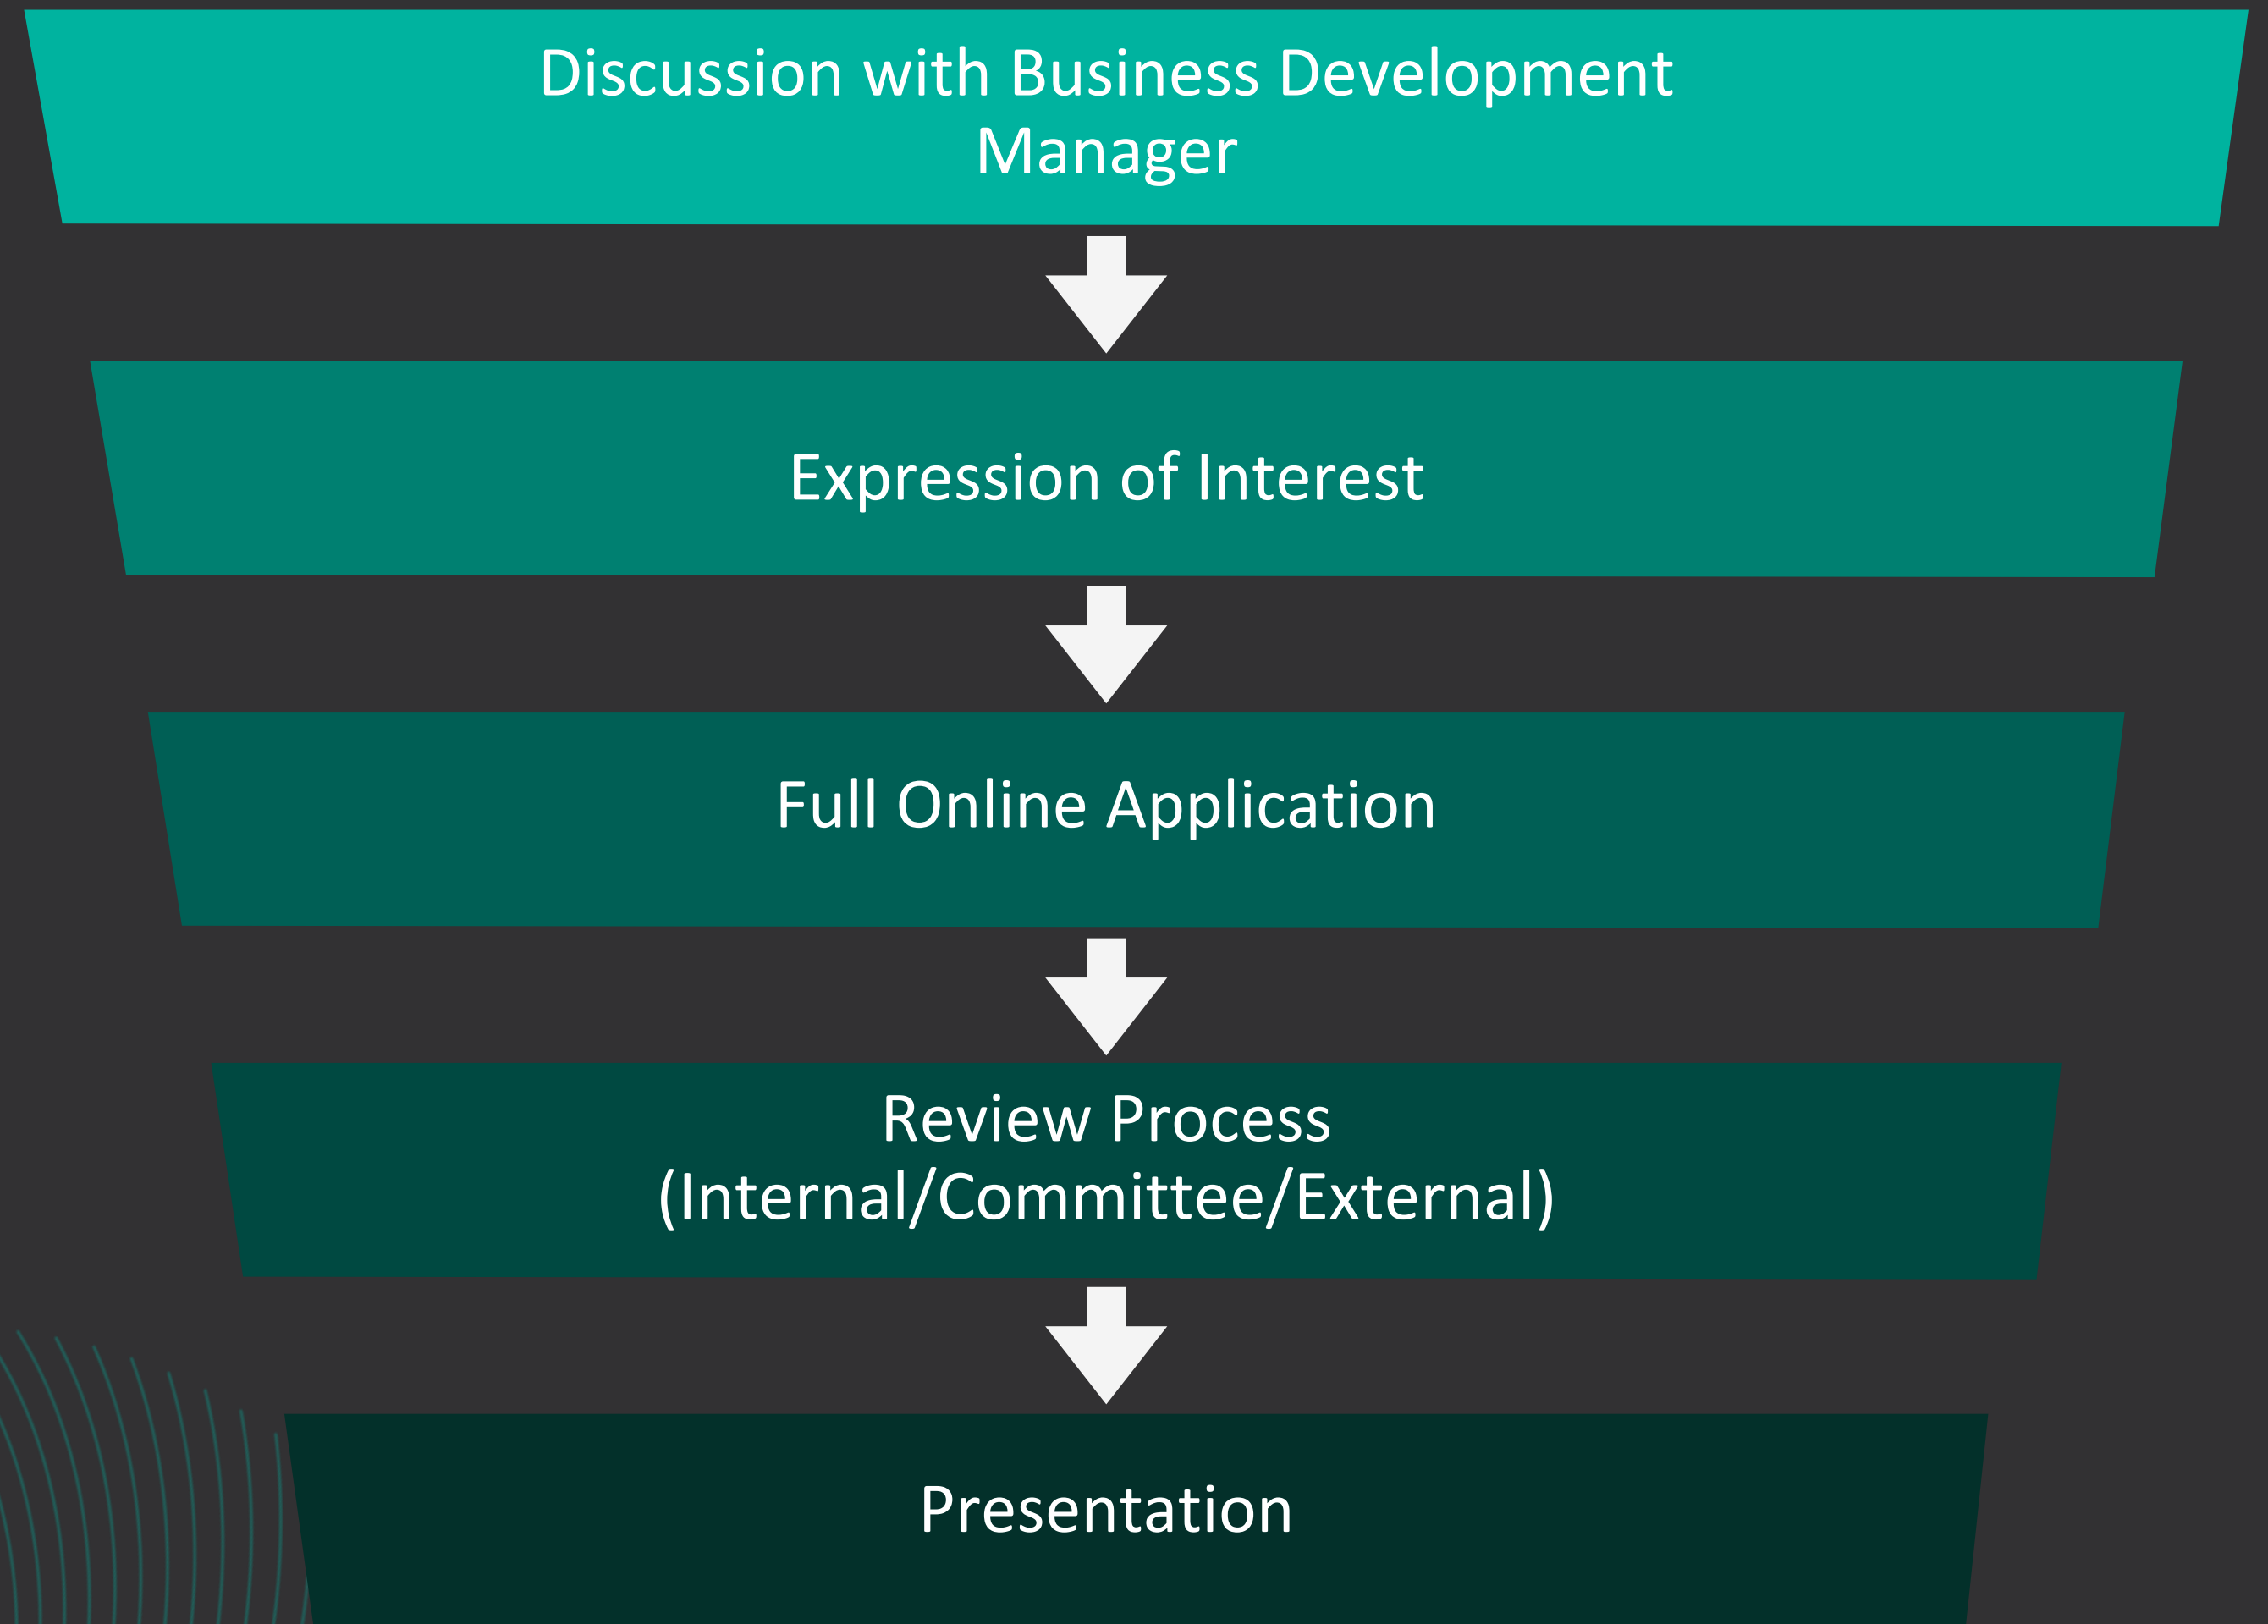 Discussion with Business Development
Manager
Expression of Interest
Full Online Application
Review Process
(Internal/Committee/External)
Presentation